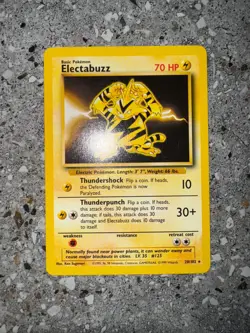 Basic Pokémon
Electabuzz
70 HP
Electric Pokémon. Length: 3' 7", Weight: 66 lbs.
Thundershock Flip a coin. If heads,
the Defending Pokémon is now
Paralyzed.
10
Thunderpunch Flip a coin. If heads,
this attack does 30 damage plus 10 more
damage; if tails, this attack does 30
damage and Electabuzz does 10 damage
to itself.
30+
weakness
resistance
retreat cost
Normally found near power plants, it can wander away and
cause major blackouts in cities. LV. 35 #125